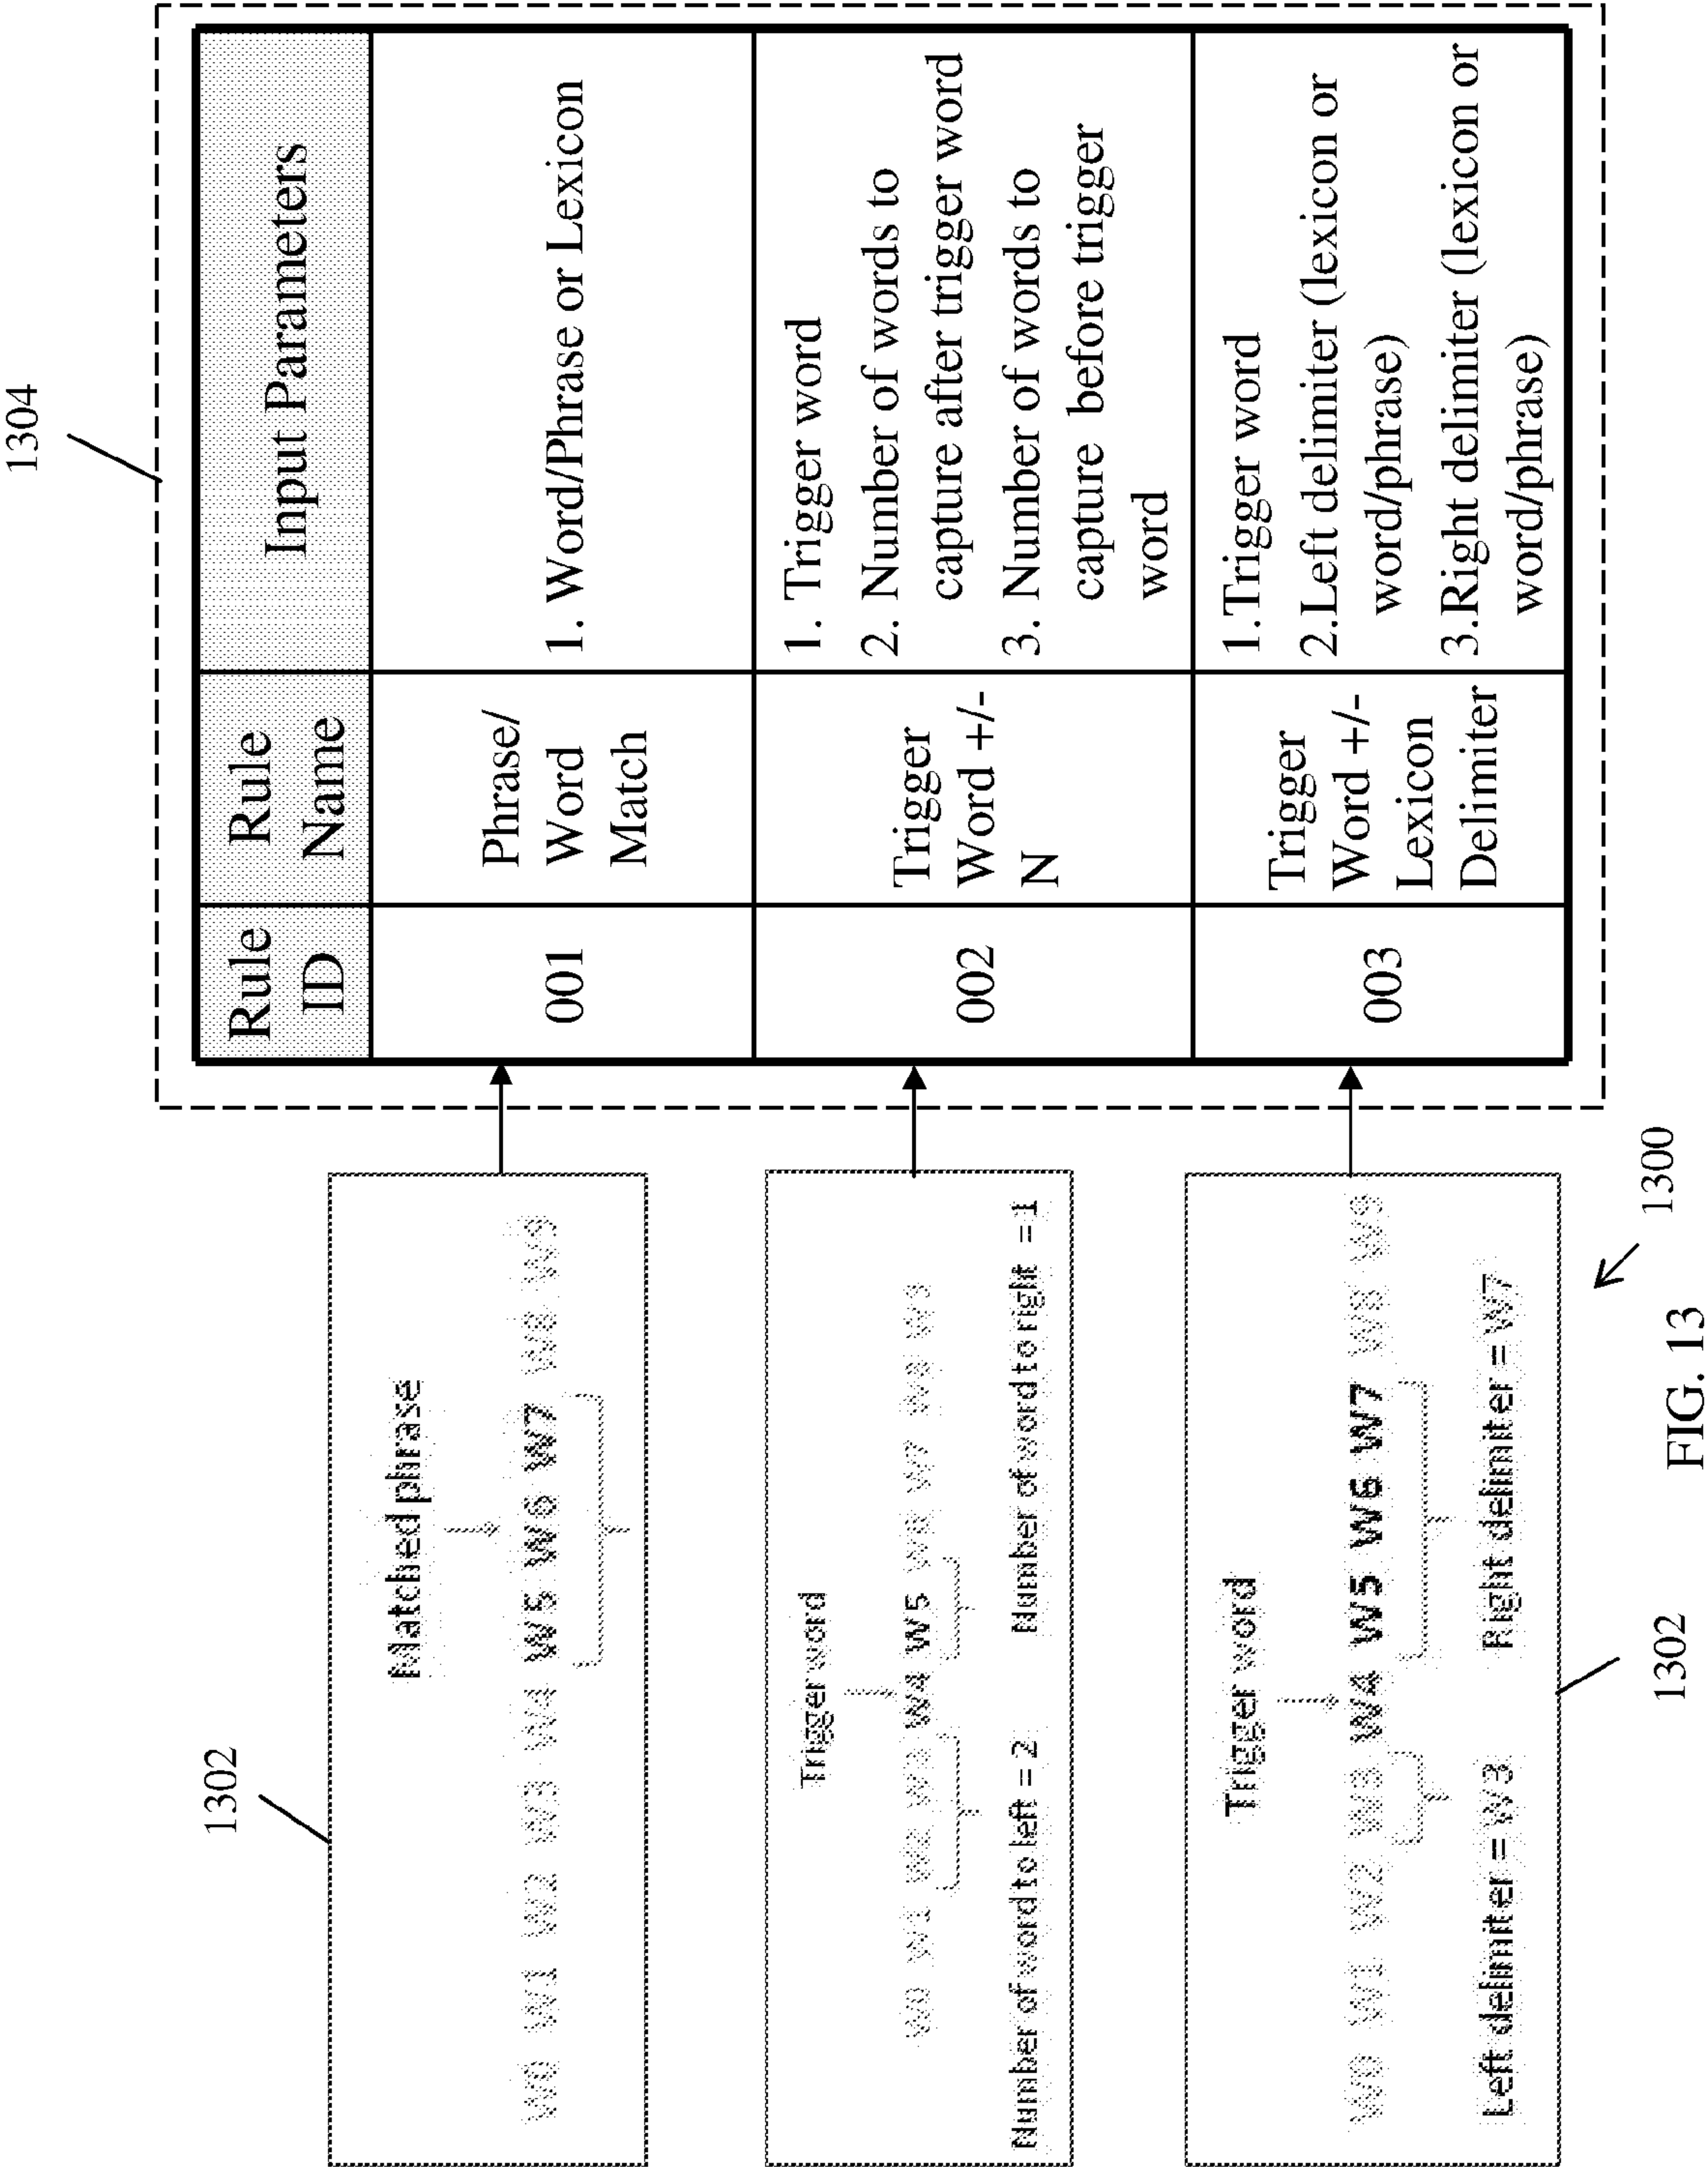 1304
1302
Matched phrase
W0 W1 W2 W3 W4 W5 W6 W7 W8 W9
Trigger word
W0 W1 W2 W3 W4 W5 W6 W7 W8 W9
Number of word to left = 2
Number of word to right = 1
Trigger word
W0 W1 W2 W3 W4 W5 W6 W7 W8 W9
Left delimiter = W3
Right delimiter = W7
1302
Rule
ID
Rule
Name
Input Parameters
001
Phrase/
Word
Match
1. Word/Phrase or Lexicon
002
Trigger
Word +/-
N
1. Trigger word
2. Number of words to
capture after trigger word
3. Number of words to
capture before trigger
word
003
Trigger
Word +/-
Lexicon
Delimiter
1.Trigger word
2.Left delimiter (lexicon or
word/phrase)
3.Right delimiter (lexicon or
word/phrase)
1300
FIG. 13